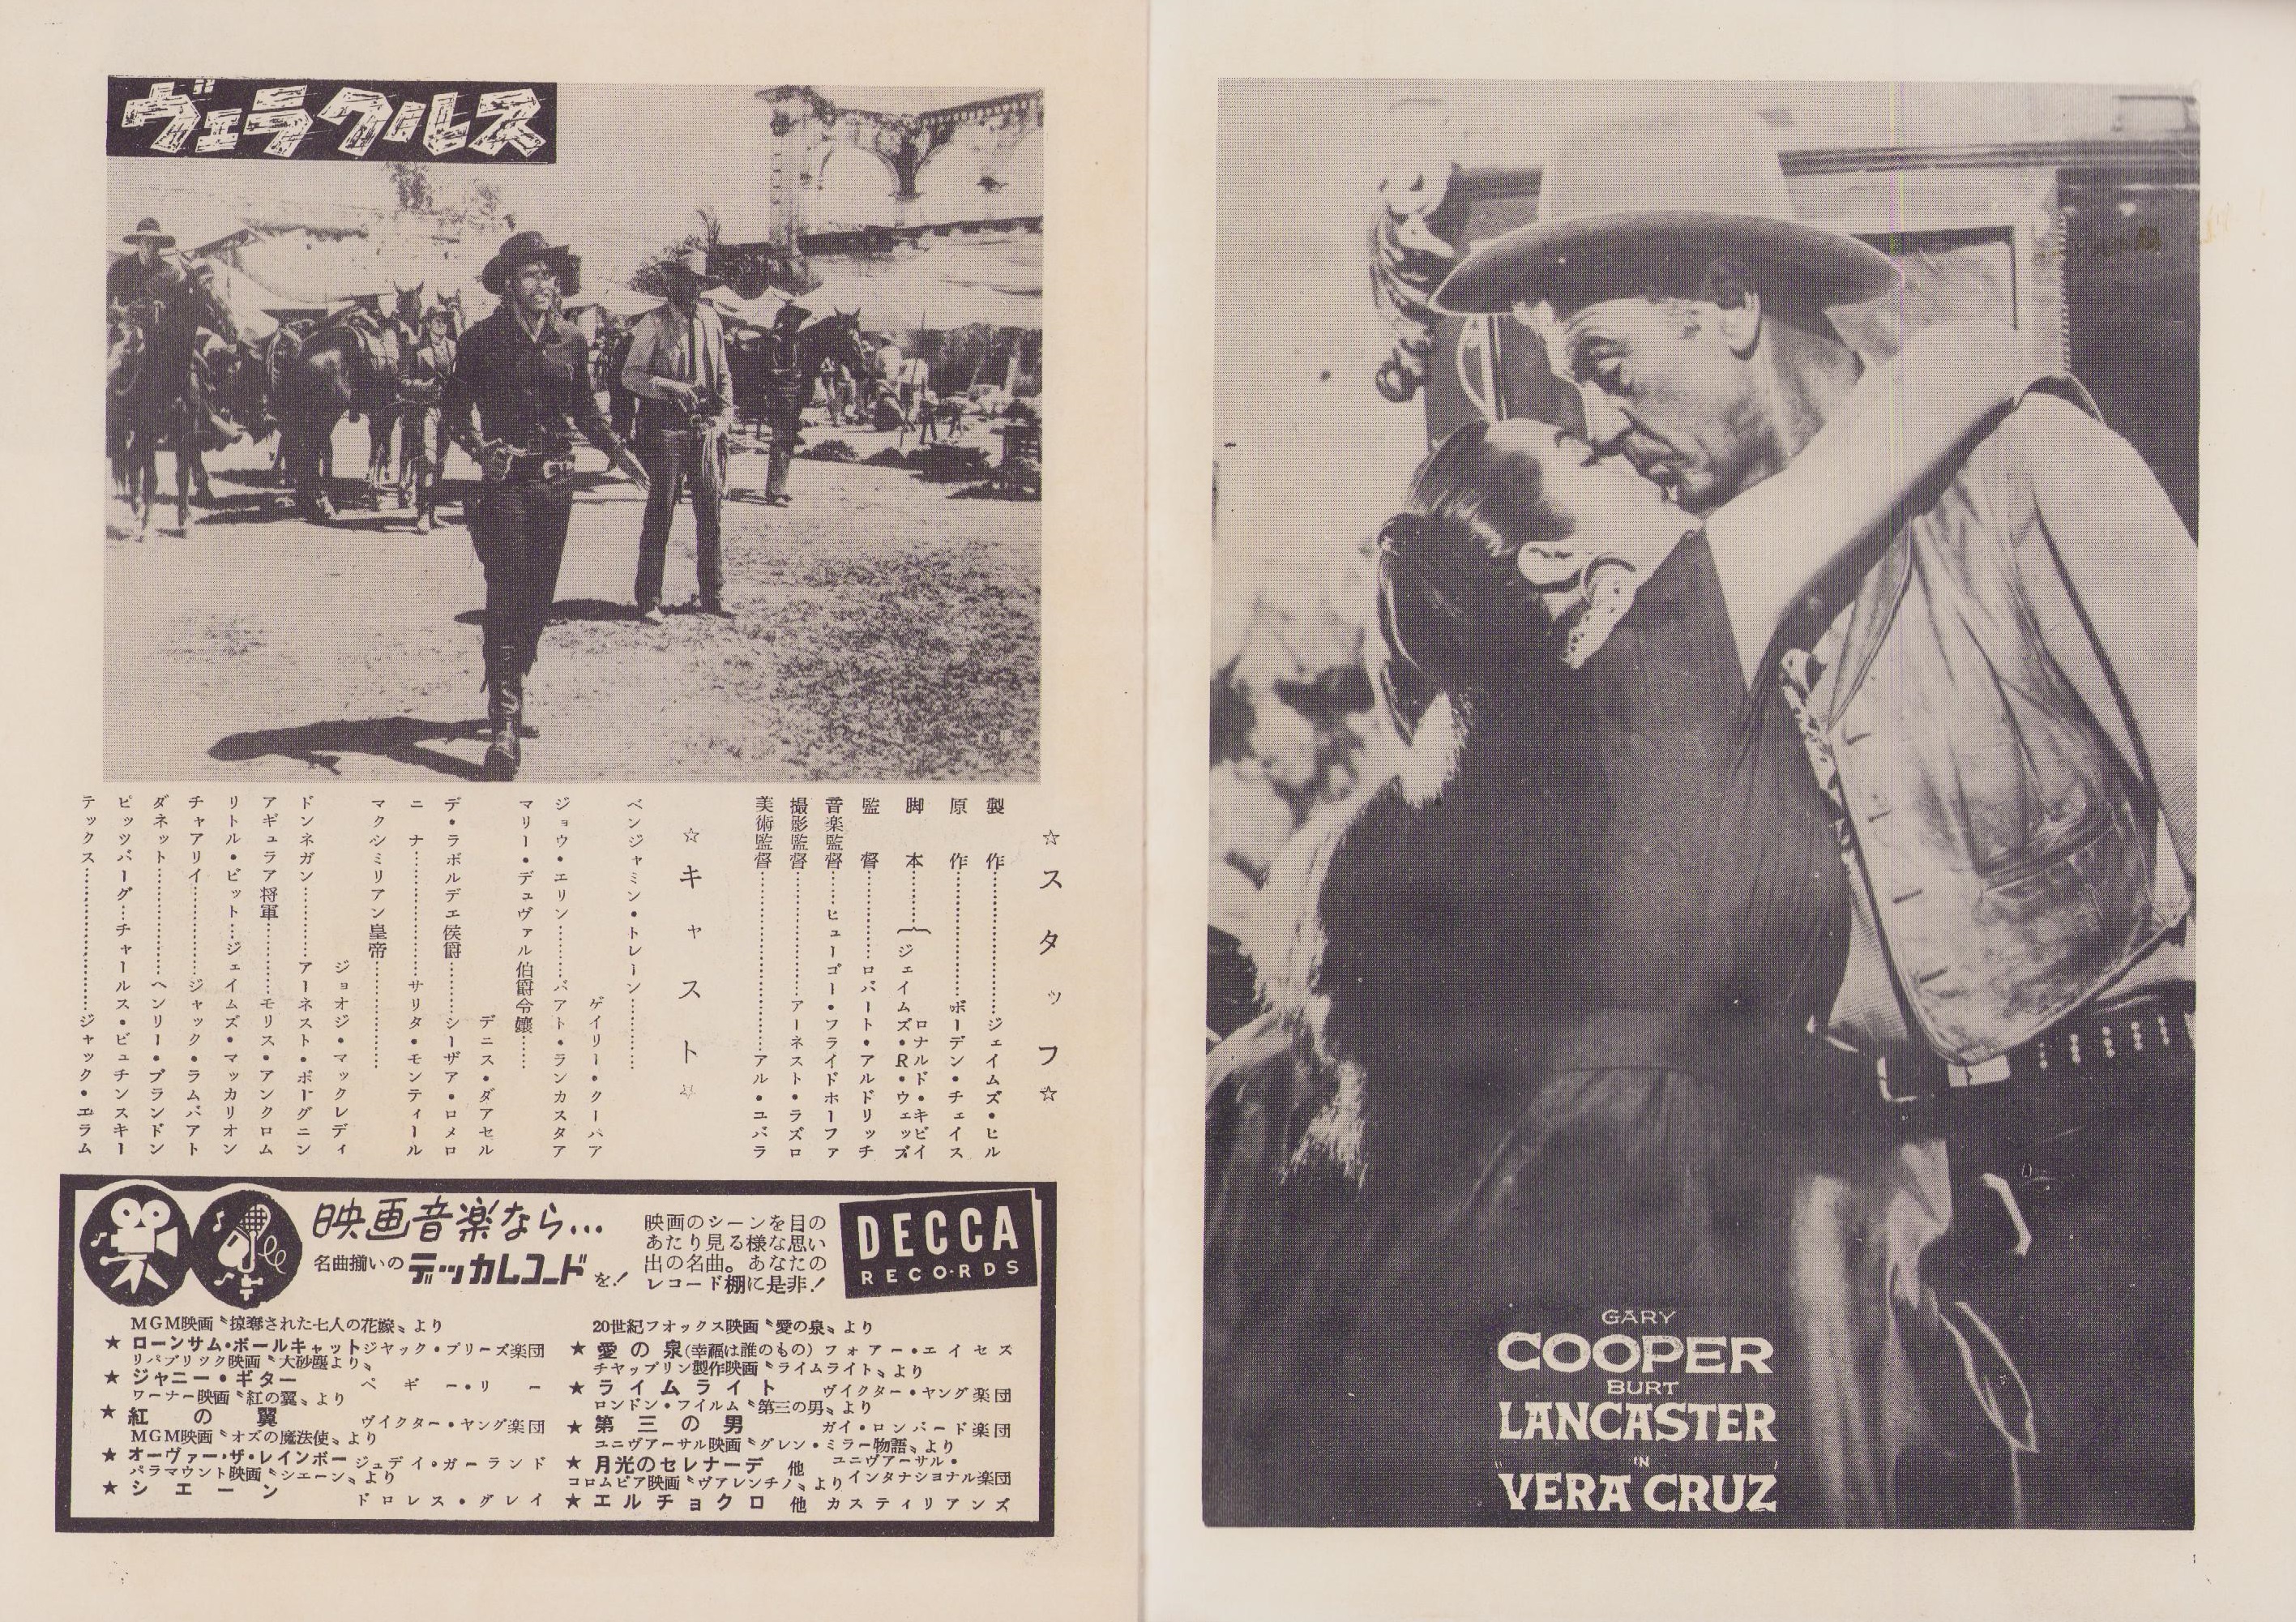 ヴェラクルス
☆スタッフ☆
製作…………ジェイムズ・ヒル
原作…………ボーデン・チェイス
脚本…………｛ロナルド・キビイ
ジェイムズ・R・ウェッブ
監督…………ロバート・アルドリッチ
音楽監督……ヒューゴー・フライドホーファ
撮影監督…………アーネスト・ラズロ
美術監督…………アル・ユバラ
☆キャスト☆
ベンジャミン・トレーン…………
ゲイリー・クーパア
ジョウ・エリン………バアト・ランカスタア
マリー・デュヴァル伯爵令嬢……
デニス・ダアセル
デ・ラボルデエ侯爵………シーザア・ロメロ
ニナ…………サリタ・モンティール
マクシミリアン皇帝…………
ジョオジ・マックレディ
ドンネガン………アーネスト・ボーグニン
アギュラア将軍………モリス・アンクロム
リトル・ビット…ジェイムズ・マッカリオン
チャアリイ…………ジャック・ラムバアト
ダネット…………ヘンリー・ブランドン
ピッツバーグ…チャールス・ビュチンスキー
テックス……………ジャック・エラム
映画音楽なら…
名曲揃いのデッカレコードを！
映画のシーンを目の
あたり見る様な思い
出の名曲。あなたの
レコード棚に是非！
DECCA
RECORDS
MGM映画〝掠奪された七人の花嫁〟より
★ローンサム・ポールキャット ジャック・プリーズ楽団
リパブリック映画〝大砂塵より〟
★ジャニー・ギター ペギー・リー
ワーナー映画〝紅の翼〟より
★紅の翼 ヴイクター・ヤング楽団
MGM映画〝オズの魔法使〟より
★オーヴァー・ザ・レインボー ジュデイ・ガーランド
パラマウント映画〝シエーン〟より
★シエーン ドロレス・グレイ
20世紀フオックス映画〝愛の泉〟より
★愛の泉(幸福は誰のもの) フォアー・エイセス
チヤップリン製作映画〝ライムライト〟より
★ライムライト ヴイクター・ヤング楽団
ロンドン・フイルム〝第三の男〟より
★第三の男 ガイ・ロンバード楽団
ユニヴアーサル映画〝グレン・ミラー物語〟より
★月光のセレナーデ 他 ユニヴアーサル・インタナショナル楽団
コロムビア映画〝ヴアレンチノ〟より
★エルチョクロ 他 カスティリアンズ
GARY
COOPER
BURT
LANCASTER
IN
"VERA CRUZ"